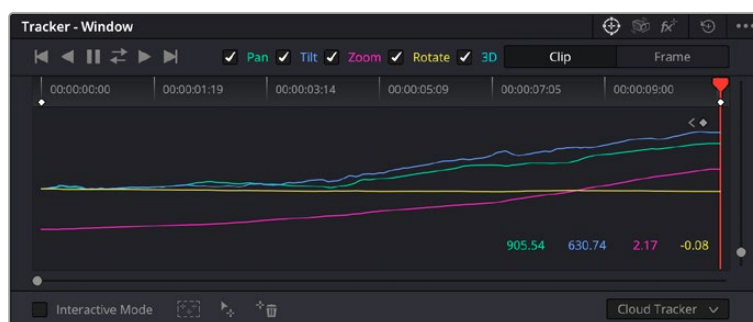 Tracker - Window
Pan Tilt Zoom Rotate 3D Clip Frame
00:00:00:00 00:00:01:19 00:00:03:14 00:00:05:09 00:00:07:05 00:00:09:00
905.54 630.74 2.17 -0.08
Interactive Mode Cloud Tracker